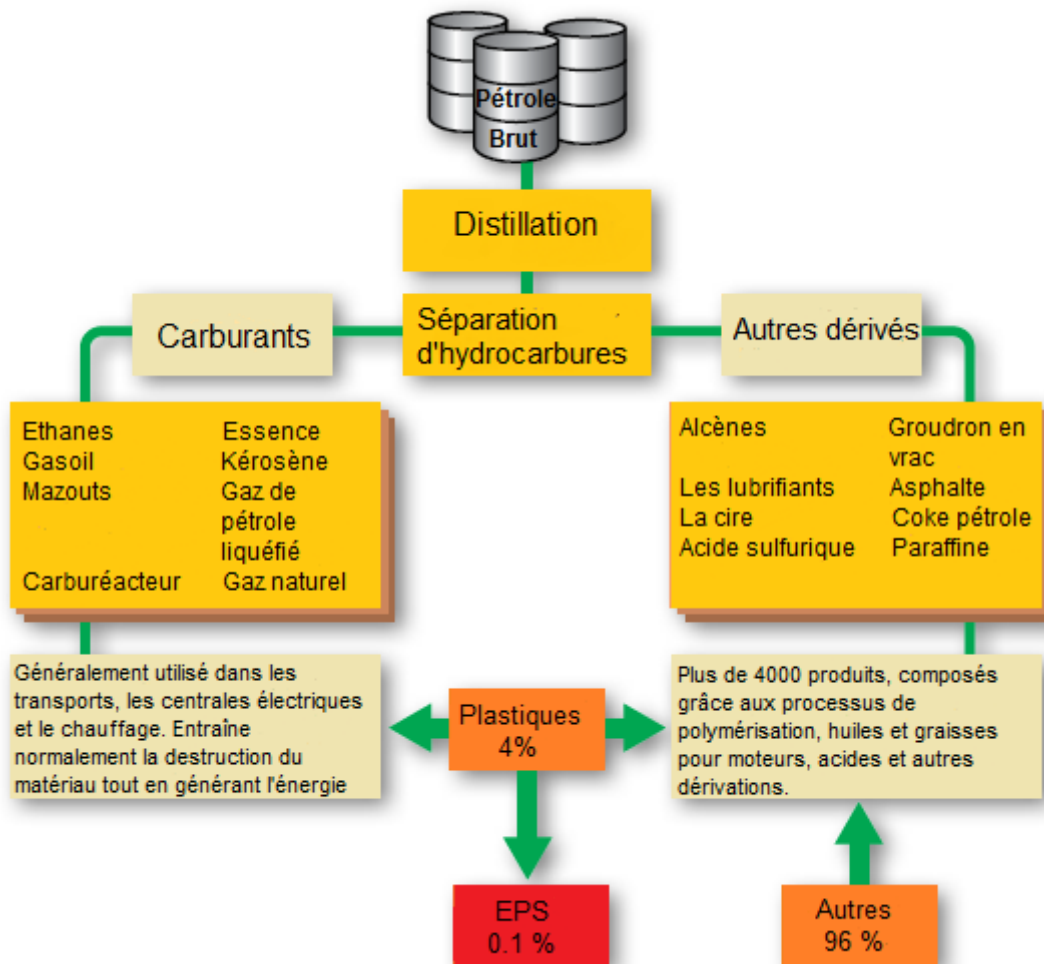 Pétrole
Brut
Distillation
Carburants
Séparation
d'hydrocarbures
Autres dérivés
Ethanes Essence
Gasoil Kérosène
Mazouts Gaz de
pétrole
liquéfié
Carburéacteur Gaz naturel
Alcènes Groudron en
vrac
Les lubrifiants Asphalte
La cire Coke pétrole
Acide sulfurique Paraffine
Généralement utilisé dans les
transports, les centrales électriques
et le chauffage. Entraîne
normalement la destruction du
matériau tout en générant l'énergie
Plastiques
4%
Plus de 4000 produits, composés
grâce aux processus de
polymérisation, huiles et graisses
pour moteurs, acides et autres
dérivations.
EPS
0.1 %
Autres
96 %